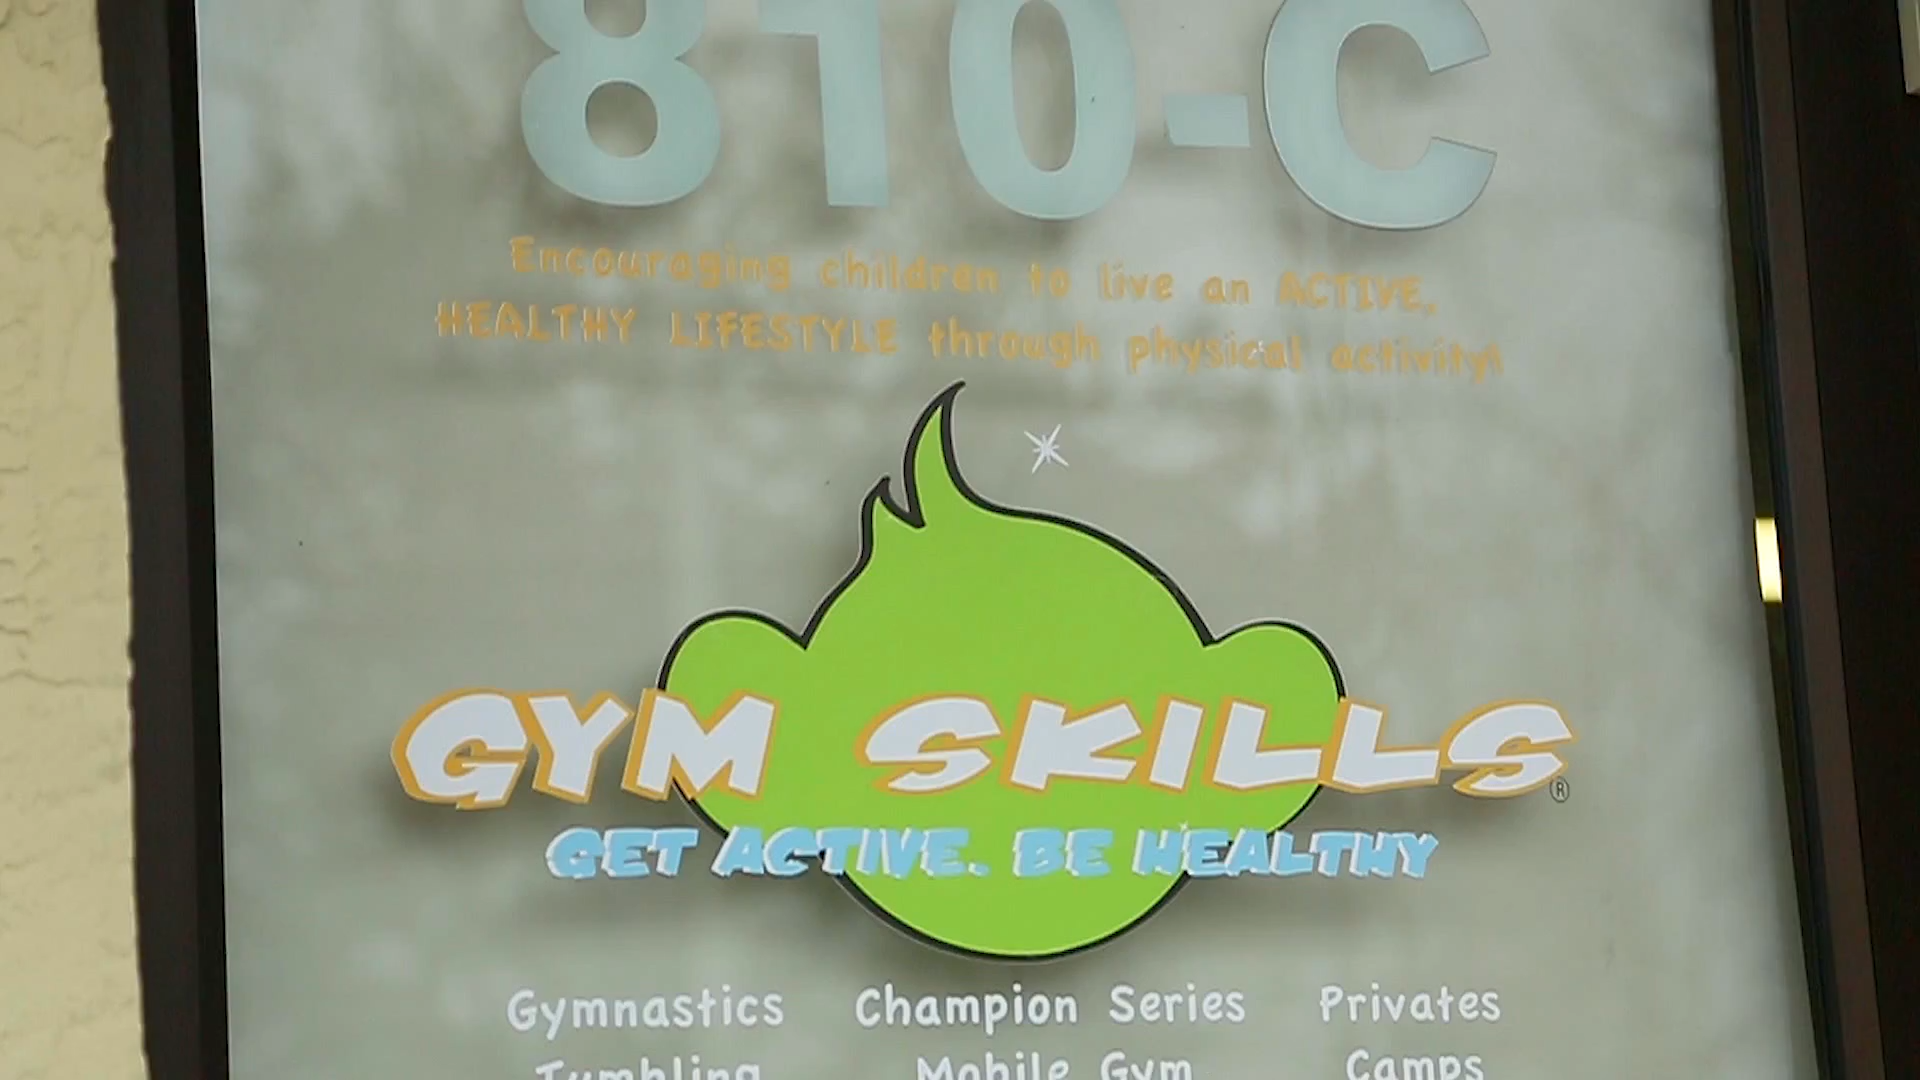 810-C
Encouraging children to live an ACTIVE,
HEALTHY LIFESTYLE through physical activity!
GYM SKILLS ®
GET ACTIVE. BE HEALTHY
Gymnastics Champion Series Privates
Tumbling Mobile Gym Camps